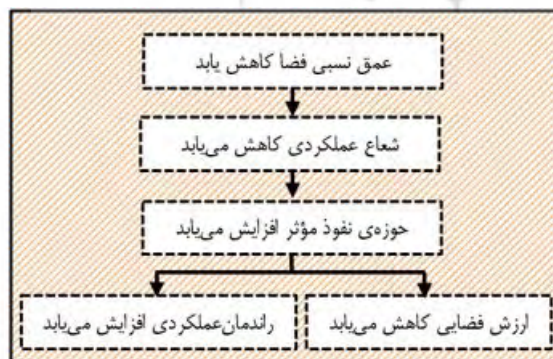 عمق نسبی فضا کاهش یابد
شعاع عملکردی کاهش می‌یابد
حوزه‌ی نفوذ مؤثر افزایش می‌یابد
ارزش فضایی کاهش می‌یابد
راندمان‌عملکردی افزایش می‌یابد